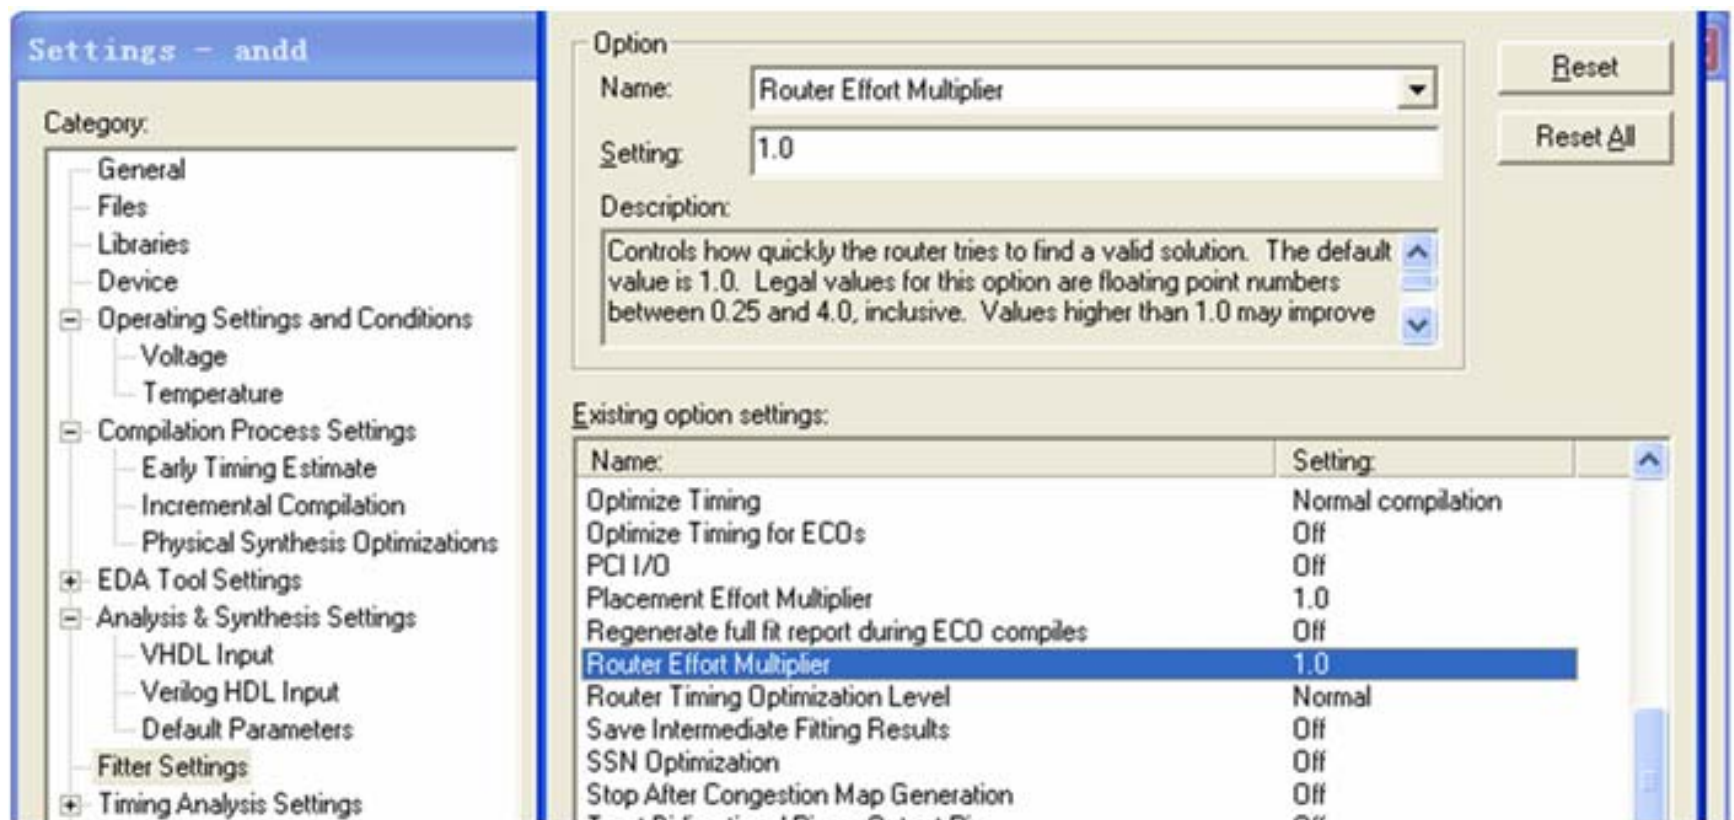 Settings - andd
Category:
General
Files
Libraries
Device
Operating Settings and Conditions
Voltage
Temperature
Compilation Process Settings
Early Timing Estimate
Incremental Compilation
Physical Synthesis Optimizations
EDA Tool Settings
Analysis & Synthesis Settings
VHDL Input
Verilog HDL Input
Default Parameters
Fitter Settings
Timing Analysis Settings
Option
Name: Router Effort Multiplier
Setting: 1.0
Description:
Controls how quickly the router tries to find a valid solution. The default
value is 1.0. Legal values for this option are floating point numbers
between 0.25 and 4.0, inclusive. Values higher than 1.0 may improve
Reset
Reset All
Existing option settings:
Name: Setting:
Optimize Timing Normal compilation
Optimize Timing for ECOs Off
PCI I/O Off
Placement Effort Multiplier 1.0
Regenerate full fit report during ECO compiles Off
Router Effort Multiplier 1.0
Router Timing Optimization Level Normal
Save Intermediate Fitting Results Off
SSN Optimization Off
Stop After Congestion Map Generation Off